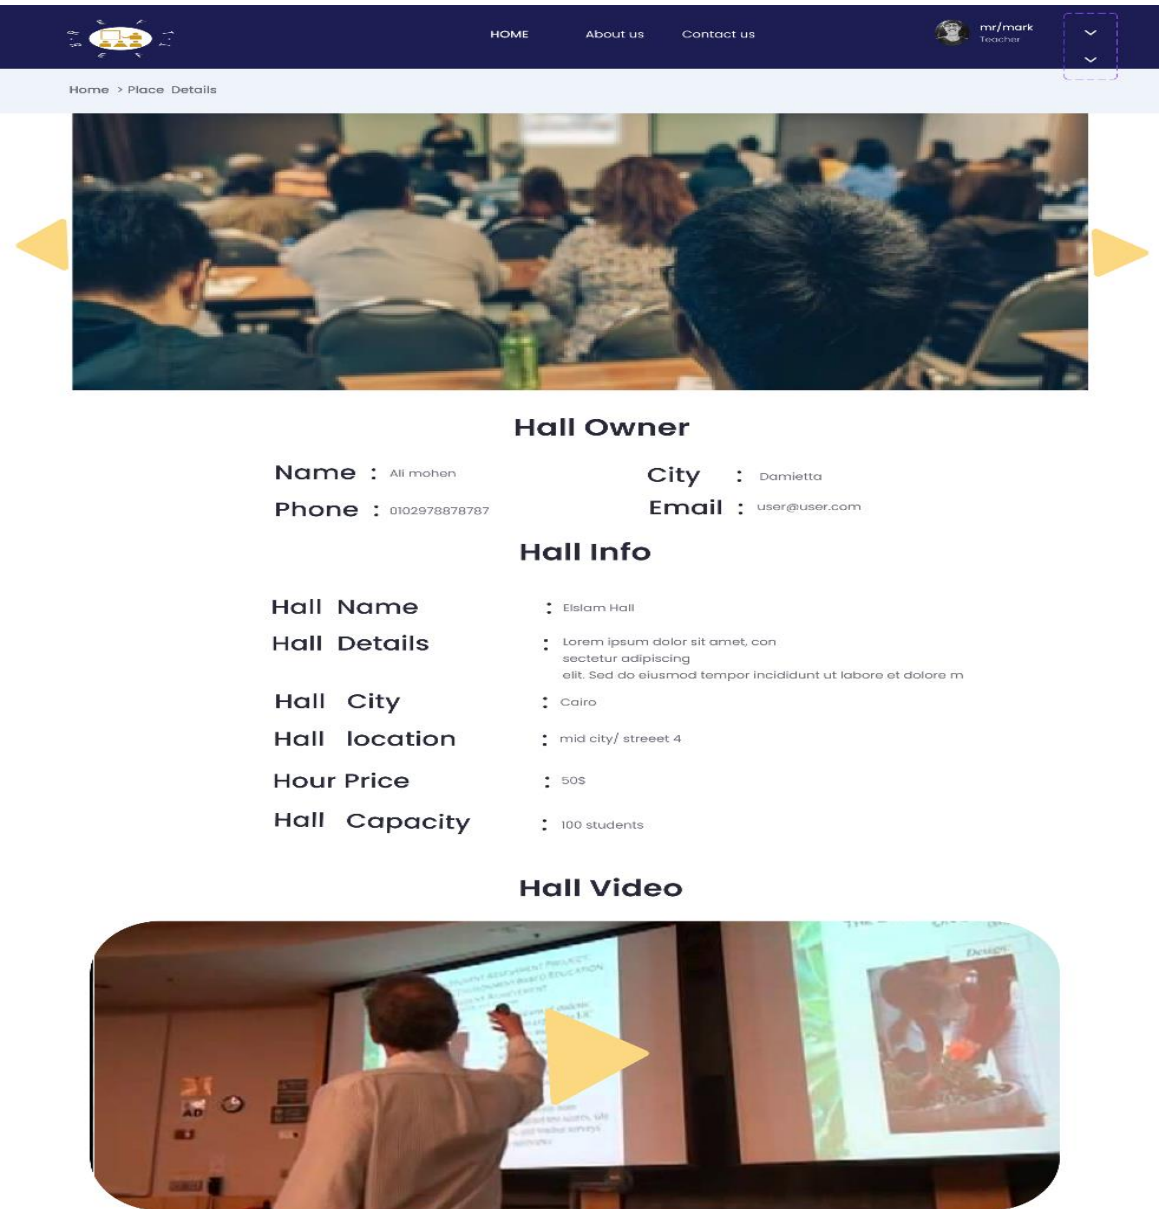 HOME About us Contact us mr/mark
Teacher
Home > Place Details
Hall Owner
Name : Ali mohen City : Damietta
Phone : 0102978878787 Email : user@user.com
Hall Info
Hall Name : Elslam Hall
Hall Details : Lorem ipsum dolor sit amet, con
sectetur adipiscing
elit. Sed do eiusmod tempor incididunt ut labore et dolore m
Hall City : Cairo
Hall location : mid city/ streeet 4
Hour Price : 50$
Hall Capacity : 100 students
Hall Video
Design
AD